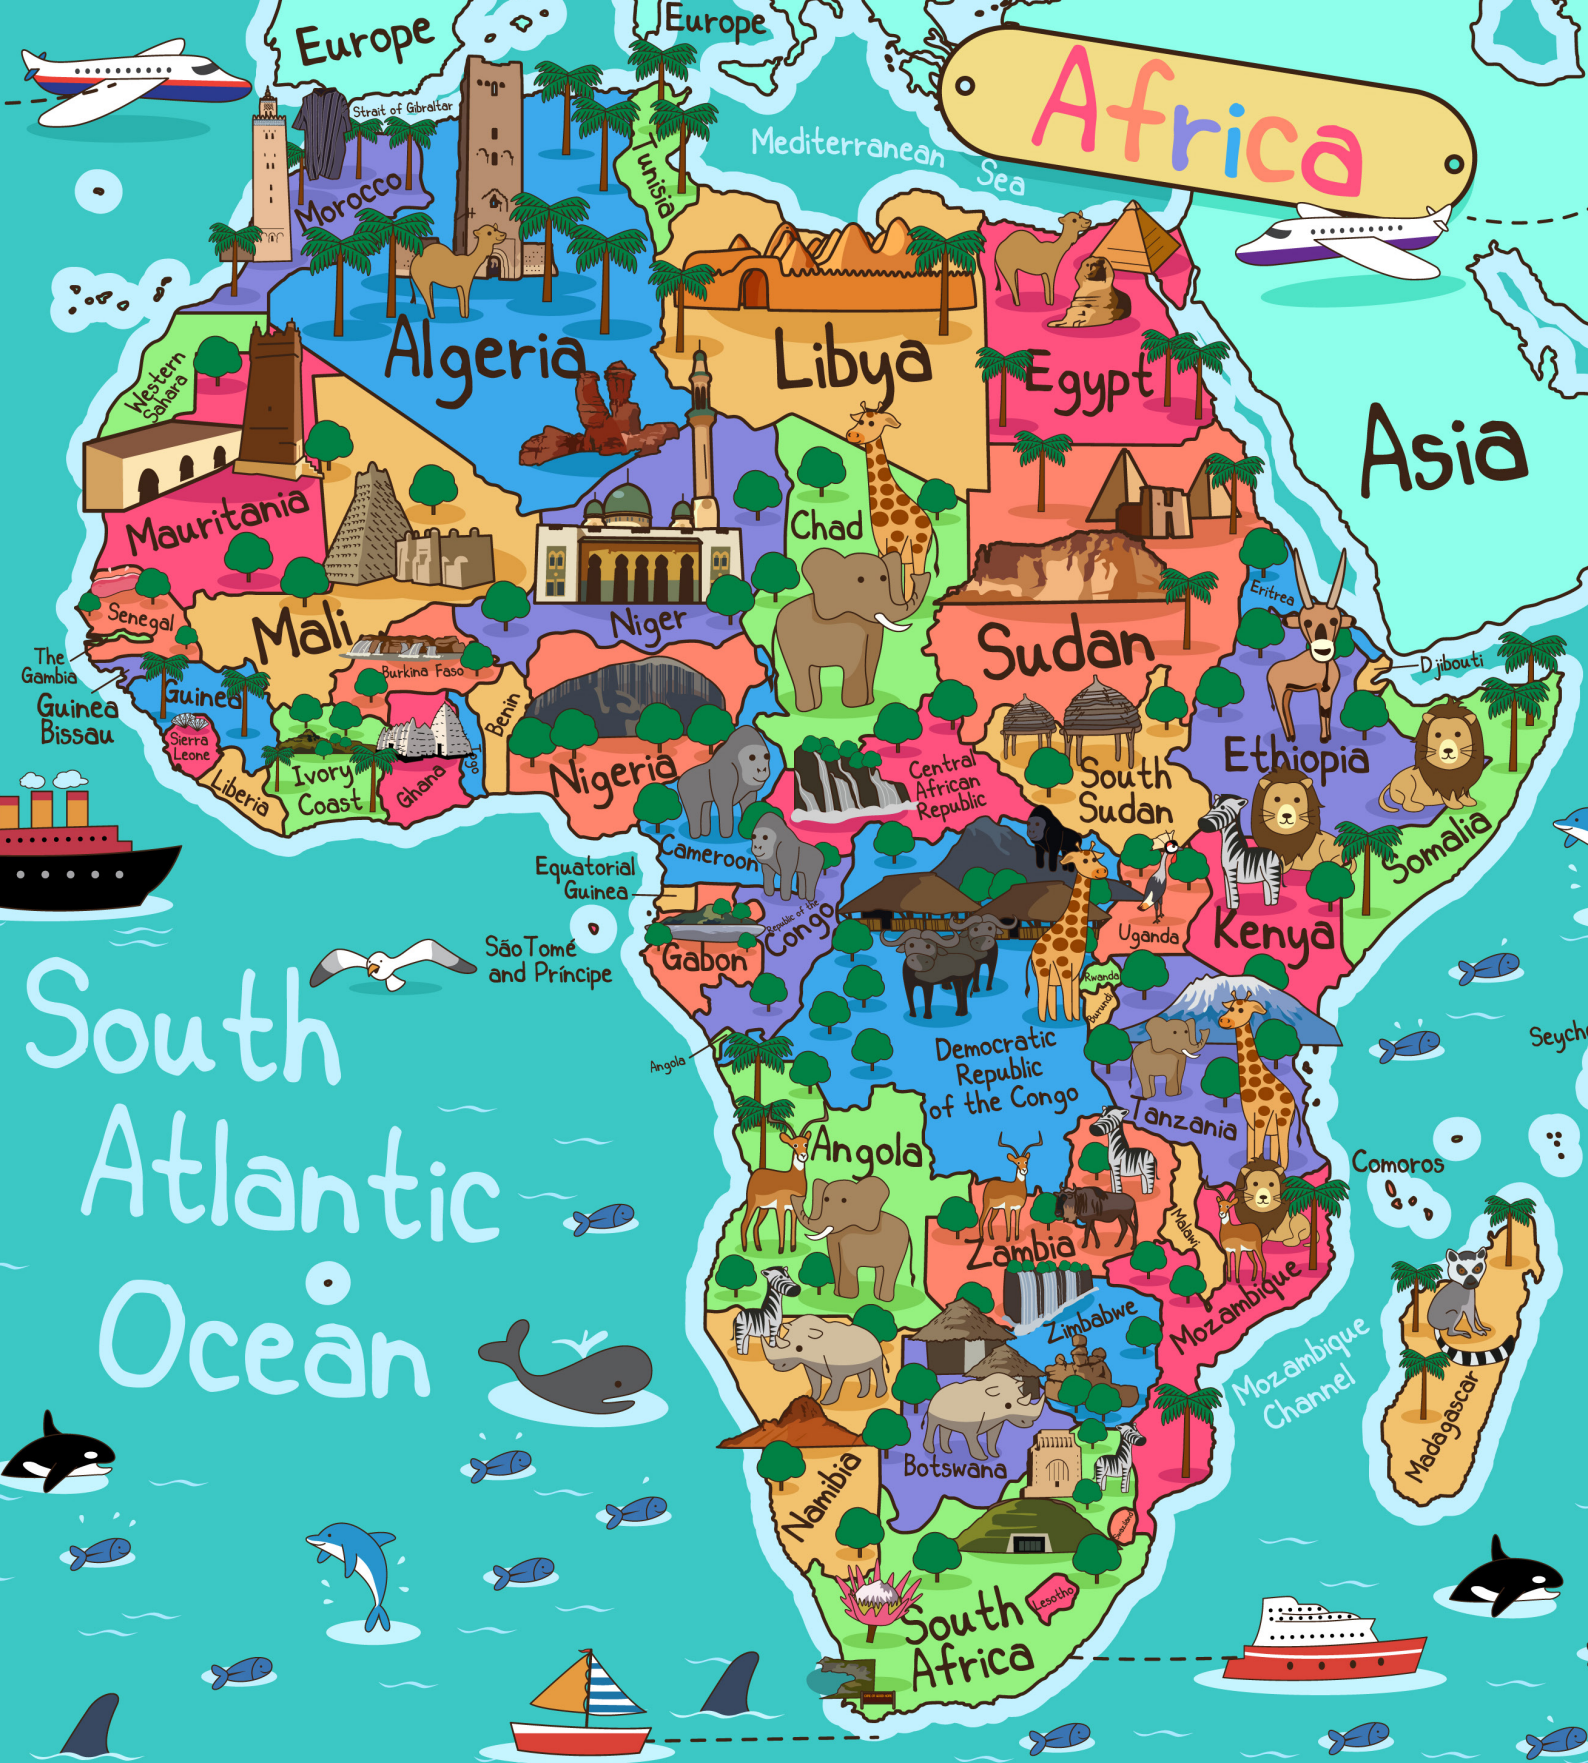 Europe
Europe
Africa
Strait of Gibraltar
Mediterranean
Sea
Tunisia
Morocco
Algeria
Libya
Egypt
Western
Sahara
Asia
Mauritania
Chad
Eritrea
Senegal
Mali
Niger
Sudan
The
Gambia
Burkina Faso
Djibouti
Guinea
Guinea
Bissau
Benin
Sierra
Leone
Togo
Ethiopia
Nigeria
Central
African
Republic
South
Sudan
Ivory
Coast
Ghana
Liberia
Somalia
Cameroon
Equatorial
Guinea
Republic of the
Congo
Uganda
Kenya
São Tomé
and Príncipe
Gabon
Rwanda
Burundi
South
Atlantic
Ocean
Angola
Democratic
Republic
of the Congo
Seych
Tanzania
Angola
Comoros
Malawi
Zambia
Mozambique
Zimbabwe
Mozambique
Channel
Madagascar
Botswana
Namibia
Swaziland
Lesotho
South
Africa